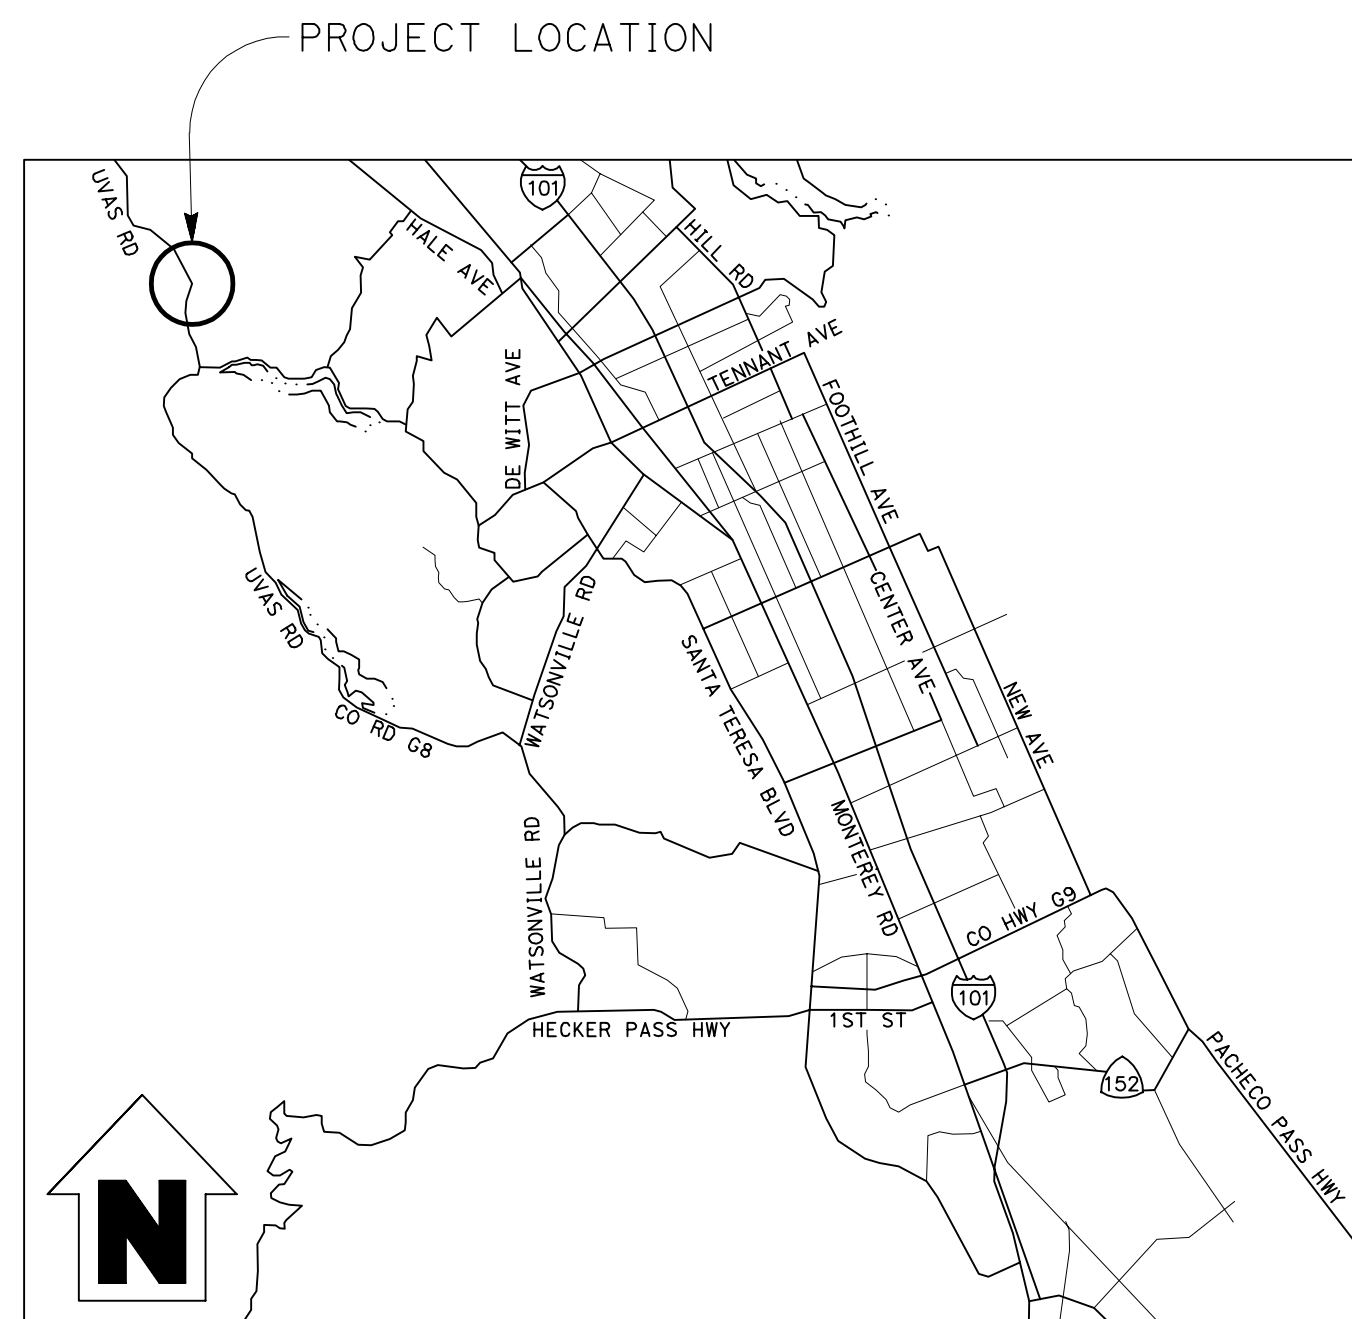 PROJECT LOCATION
UVAS RD
101
HALE AVE
HILL RD
TENNANT AVE
DE WITT AVE
FOOTHILL AVE
UVAS RD
WATSONVILLE RD
CENTER AVE
SANTA TERESA BLVD
NEW AVE
CO RD G8
MONTEREY RD
WATSONVILLE RD
CO HWY G9
101
HECKER PASS HWY
1ST ST
152
PACHECO PASS HWY
N